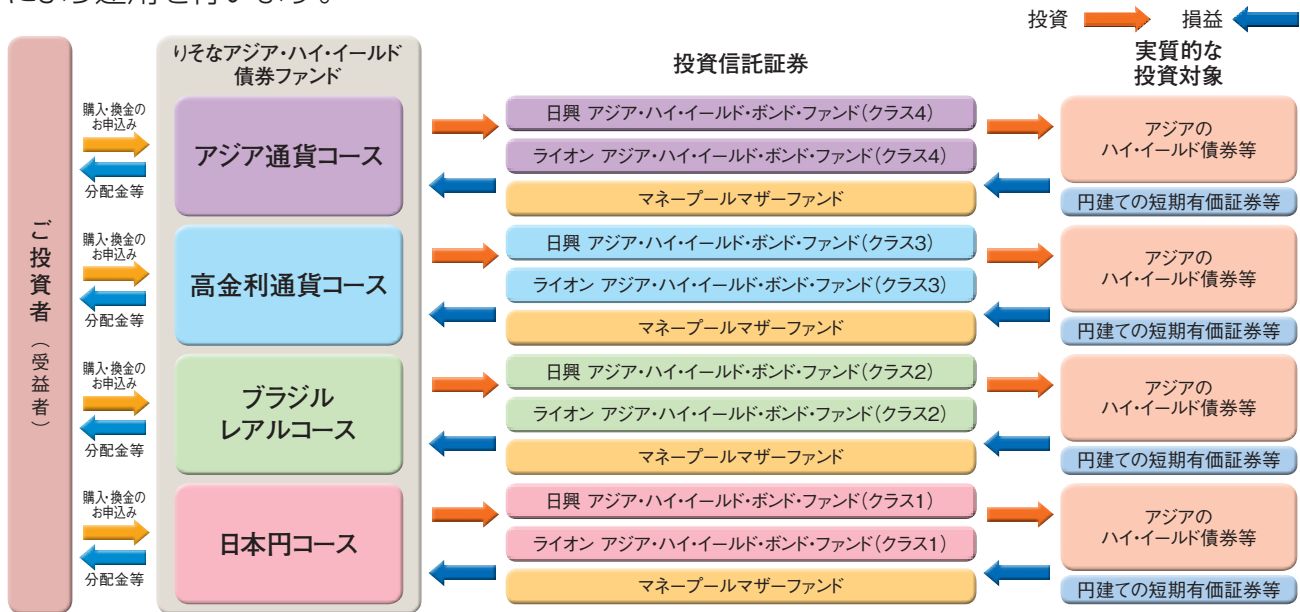 により運用を行います。
投資 損益
りそなアジア・ハイ・イールド
債券ファンド
投資信託証券
実質的な
投資対象
ご投資者（受益者）
購入・換金の
お申込み
分配金等
アジア通貨コース
日興 アジア・ハイ・イールド・ボンド・ファンド（クラス4）
ライオン アジア・ハイ・イールド・ボンド・ファンド（クラス4）
マネープールマザーファンド
アジアの
ハイ・イールド債券等
円建ての短期有価証券等
購入・換金の
お申込み
分配金等
高金利通貨コース
日興 アジア・ハイ・イールド・ボンド・ファンド（クラス3）
ライオン アジア・ハイ・イールド・ボンド・ファンド（クラス3）
マネープールマザーファンド
アジアの
ハイ・イールド債券等
円建ての短期有価証券等
購入・換金の
お申込み
分配金等
ブラジル
レアルコース
日興 アジア・ハイ・イールド・ボンド・ファンド（クラス2）
ライオン アジア・ハイ・イールド・ボンド・ファンド（クラス2）
マネープールマザーファンド
アジアの
ハイ・イールド債券等
円建ての短期有価証券等
購入・換金の
お申込み
分配金等
日本円コース
日興 アジア・ハイ・イールド・ボンド・ファンド（クラス1）
ライオン アジア・ハイ・イールド・ボンド・ファンド（クラス1）
マネープールマザーファンド
アジアの
ハイ・イールド債券等
円建ての短期有価証券等